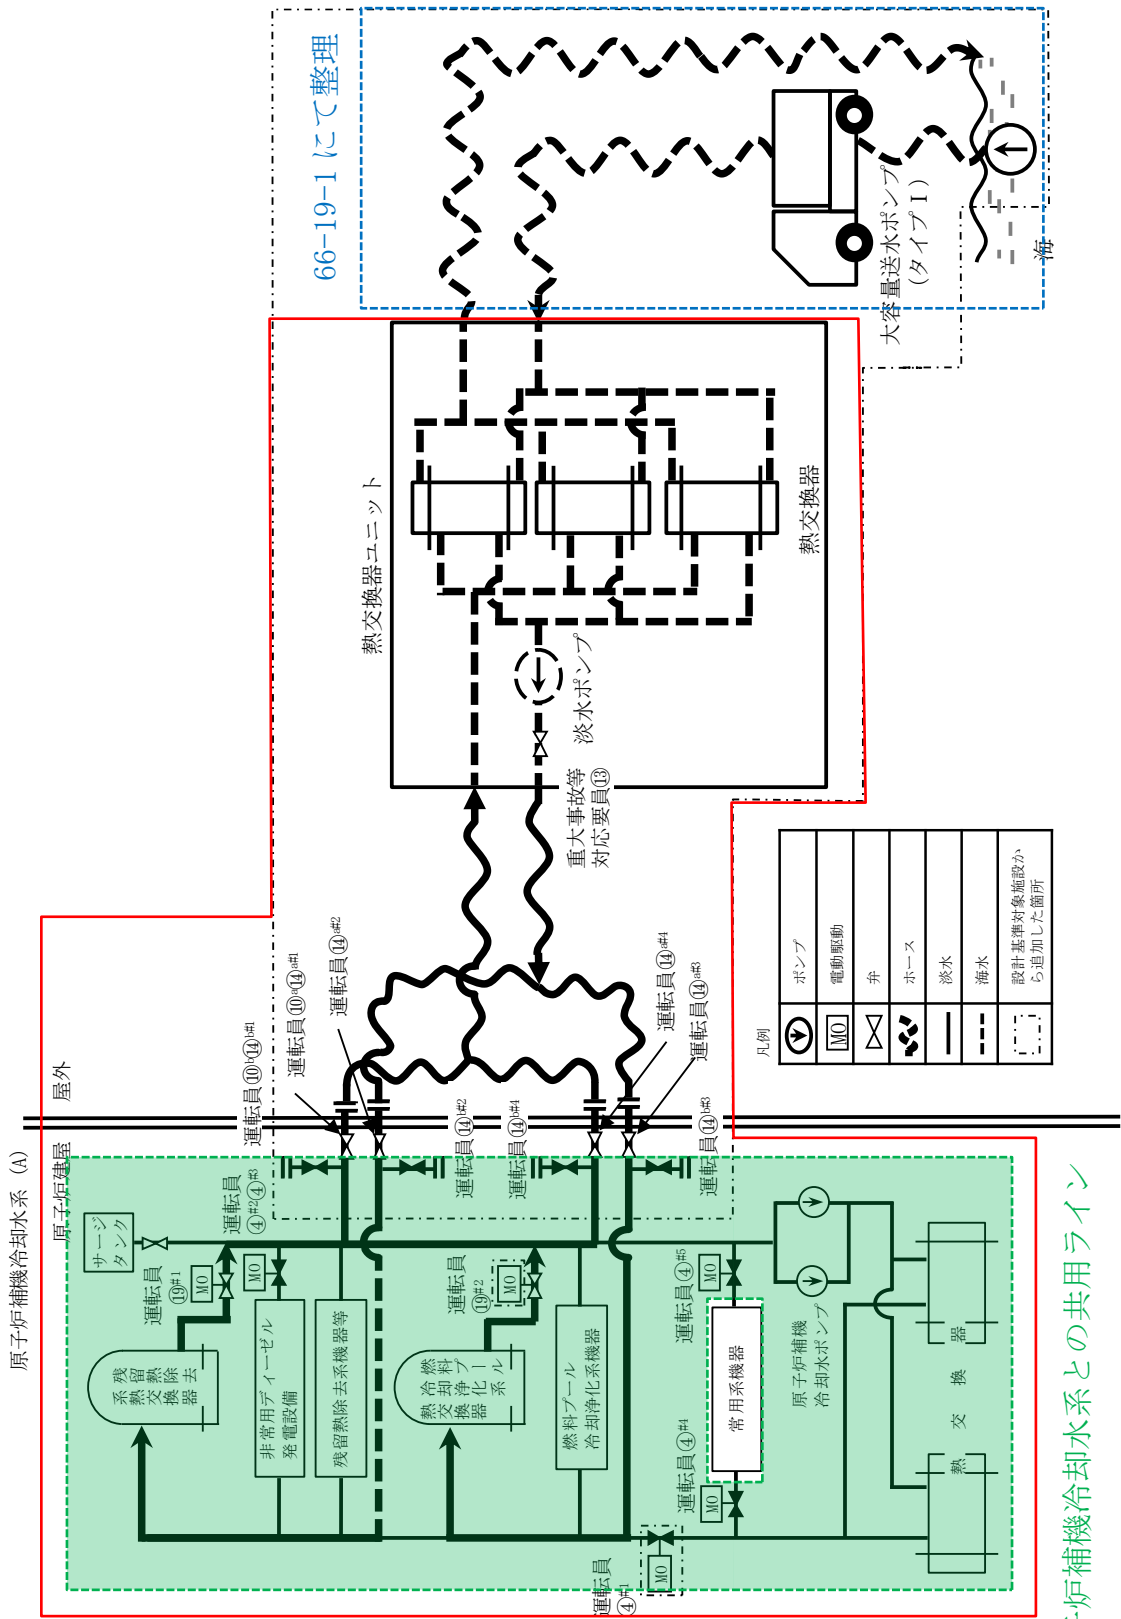 原子炉補機冷却水系 (A)
原子炉建屋
屋外
66-19-1 にて整理
サージ
タンク
運転員
④#2④#3
運転員⑩b⑭b#1
運転員⑩a⑭a#1
運転員⑭a#2
運転員
⑲#1
MO
MO
残留熱除去
系熱交換器
非常用ディーゼル
発電設備
残留熱除去系機器等
運転員⑭b#2
運転員⑭b#4
運転員
⑲#2
MO
燃料プール
冷却浄化系
熱交換器
燃料プール
冷却浄化系機器
運転員⑭a#4
運転員⑭a#3
運転員⑭b#3
運転員④#5
MO
常用系機器
運転員④#4
MO
運転員
④#1
MO
原子炉補機
冷却水ポンプ
熱交換器
熱交換器ユニット
熱交換器
淡水ポンプ
重大事故等
対応要員⑬
大容量送水ポンプ
(タイプⅠ)
海
凡例
ポンプ
MO
電動駆動
弁
ホース
淡水
海水
設計基準対象施設か
ら追加した箇所
炉補機冷却水系との共用ライン